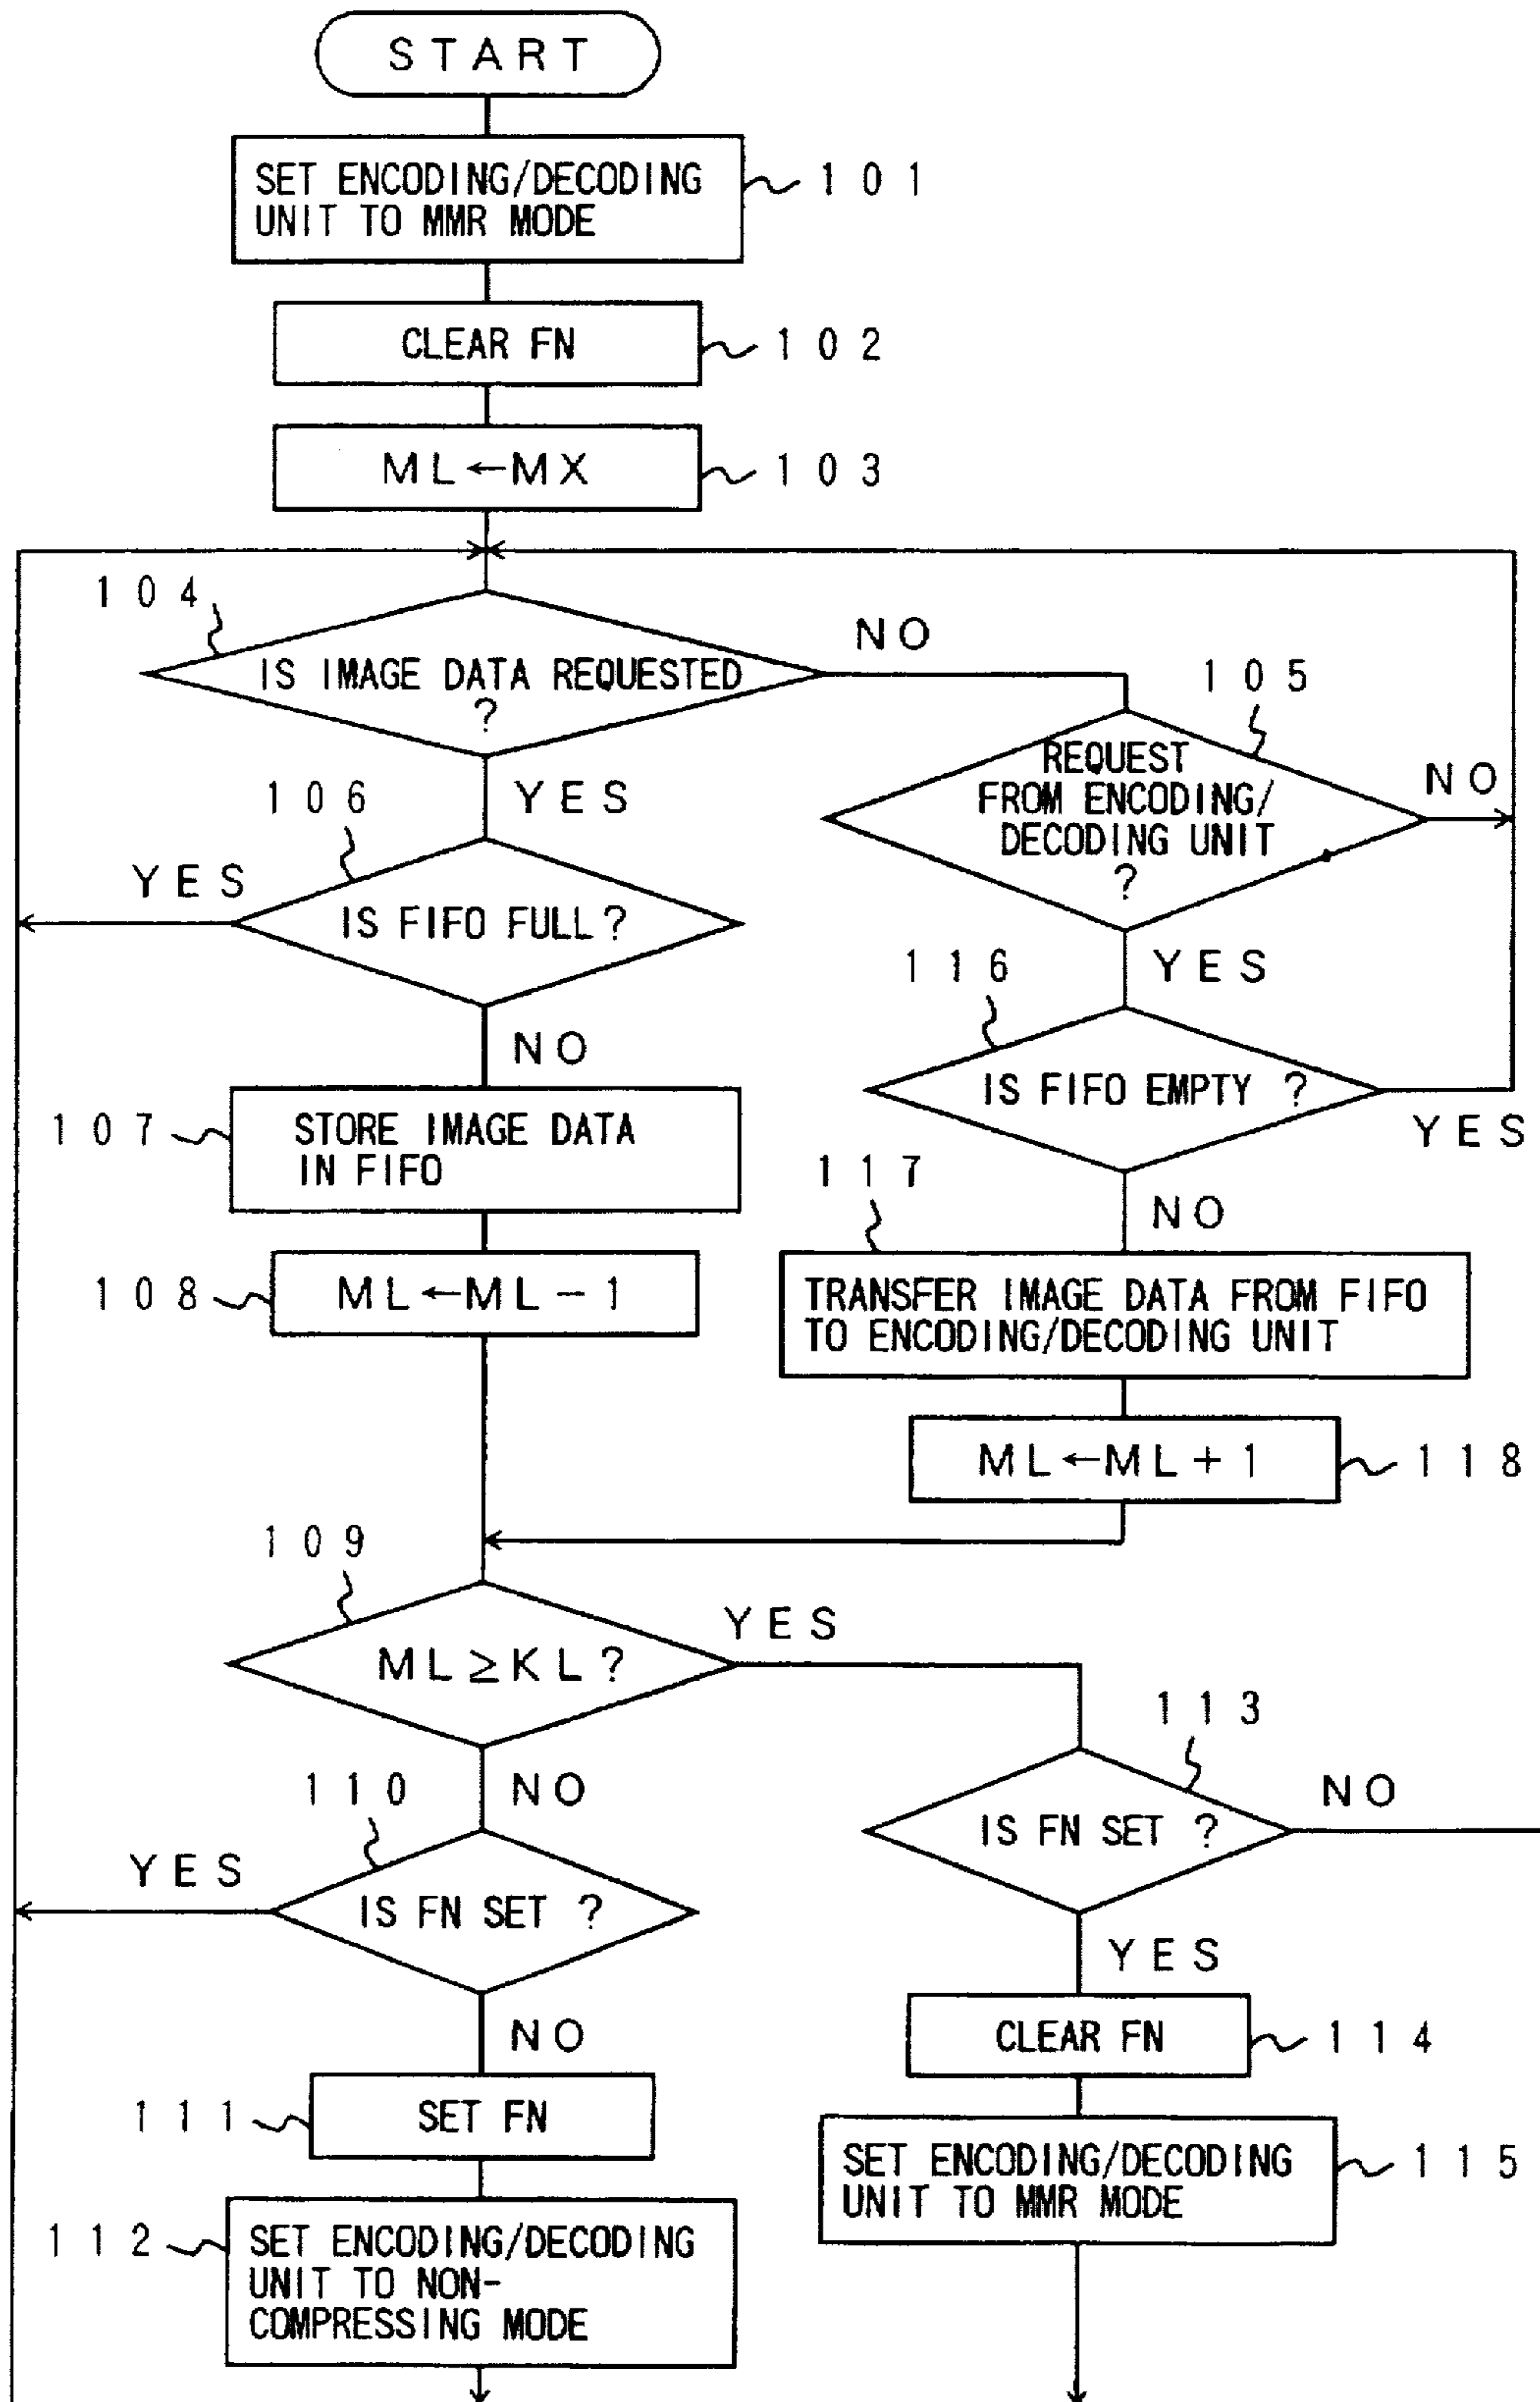 START
SET ENCODING/DECODING
UNIT TO MMR MODE
101
CLEAR FN
102
ML←MX
103
104
IS IMAGE DATA REQUESTED
?
NO
YES
105
REQUEST
FROM ENCODING/
DECODING UNIT
?
NO
YES
106
IS FIFO FULL?
YES
NO
116
IS FIFO EMPTY ?
YES
NO
107
STORE IMAGE DATA
IN FIFO
117
TRANSFER IMAGE DATA FROM FIFO
TO ENCODING/DECODING UNIT
108
ML←ML-1
ML←ML+1
118
109
ML≥KL?
YES
NO
113
IS FN SET ?
NO
YES
110
IS FN SET ?
YES
NO
CLEAR FN
114
111
SET FN
SET ENCODING/DECODING
UNIT TO MMR MODE
115
112
SET ENCODING/DECODING
UNIT TO NON-
COMPRESSING MODE